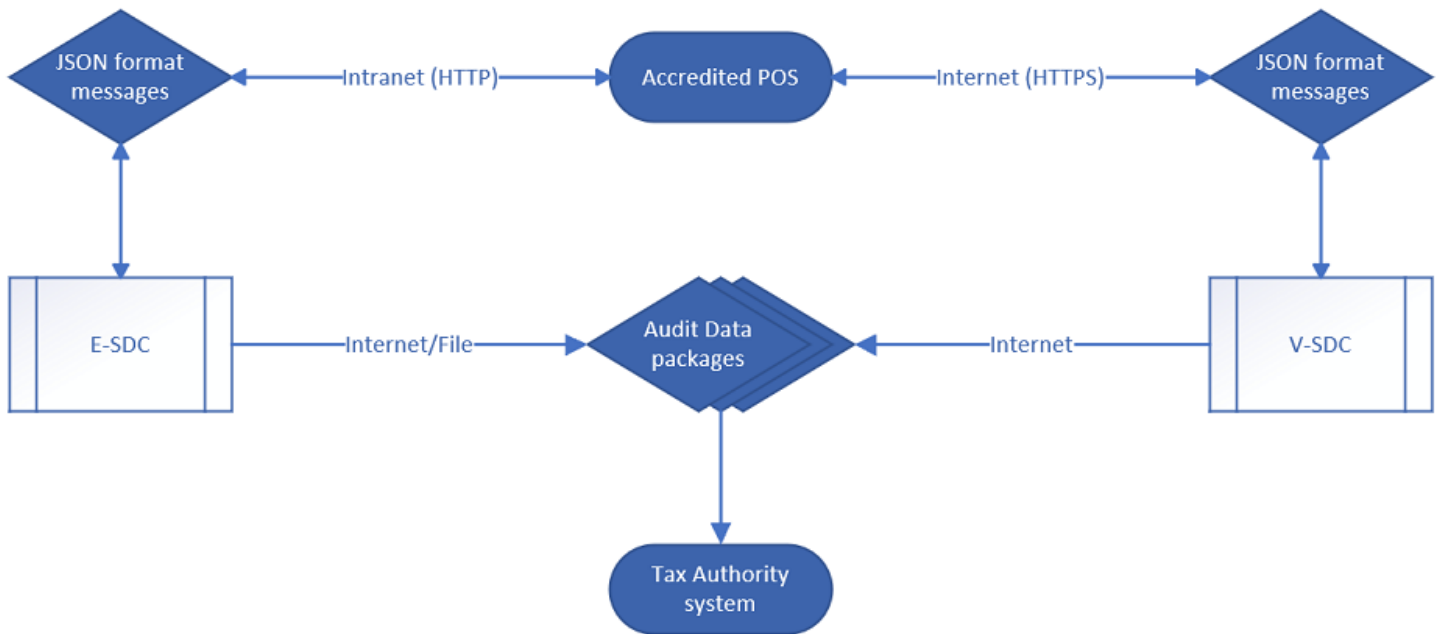 JSON format
messages
Intranet (HTTP)
Accredited POS
Internet (HTTPS)
JSON format
messages
E-SDC
Internet/File
Audit Data
packages
Internet
V-SDC
Tax Authority
system